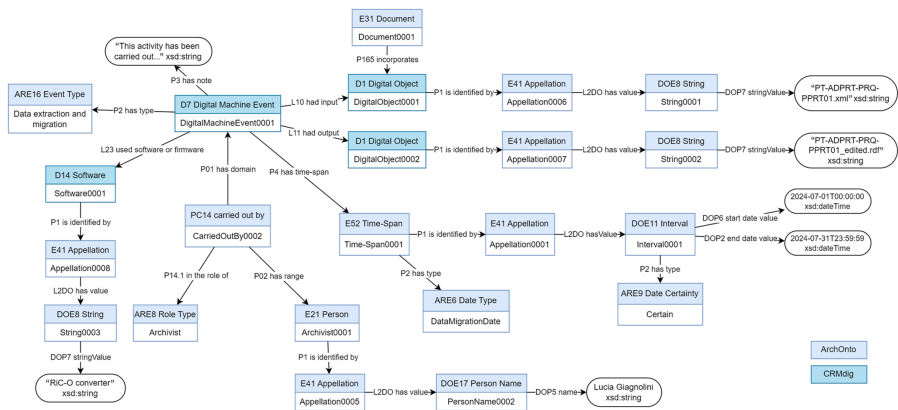 E31 Document
Document0001
P165 incorporates
"This activity has been
carried out..." xsd:string
P3 has note
ARE16 Event Type
Data extraction and
migration
P2 has type
D7 Digital Machine Event
DigitalMachineEvent0001
L10 had input
D1 Digital Object
DigitalObject0001
P1 is identified by
E41 Appellation
Appellation0006
L2DO has value
DOE8 String
String0001
DOP7 stringValue
"PT-ADPRT-PRQ-
PPRT01.xml"xsd:string
L11 had output
D1 Digital Object
DigitalObject0002
P1 is identified by
E41 Appellation
Appellation0007
L2DO has value
DOE8 String
String0002
DOP7 stringValue
"PT-ADPRT-PRQ-
PPRT01_edited.rdf"
xsd:string
L23 used software or firmware
P01 has domain
P4 has time-span
D14 Software
Software0001
P1 is identified by
E41 Appellation
Appellation0008
L2DO has value
DOE8 String
String0003
DOP7 stringValue
"RiC-O converter"
xsd:string
PC14 carried out by
CarriedOutBy0002
P14.1 in the role of
P02 has range
ARE8 Role Type
Archivist
E21 Person
Archivist0001
P1 is identified by
E41 Appellation
Appellation0005
L2DO has value
DOE17 Person Name
PersonName0002
DOP5 name
Lucia Giagnolini
xsd:string
E52 Time-Span
Time-Span0001
P1 is identified by
E41 Appellation
Appellation0001
L2DO hasValue
DOE11 Interval
Interval0001
DOP6 start date value
2024-07-01T00:00:00
xsd:dateTime
DOP2 end date value
2024-07-31T23:59:59
xsd:dateTime
P2 has type
ARE6 Date Type
DataMigrationDate
P2 has type
ARE9 Date Certainty
Certain
ArchOnto
CRMdig